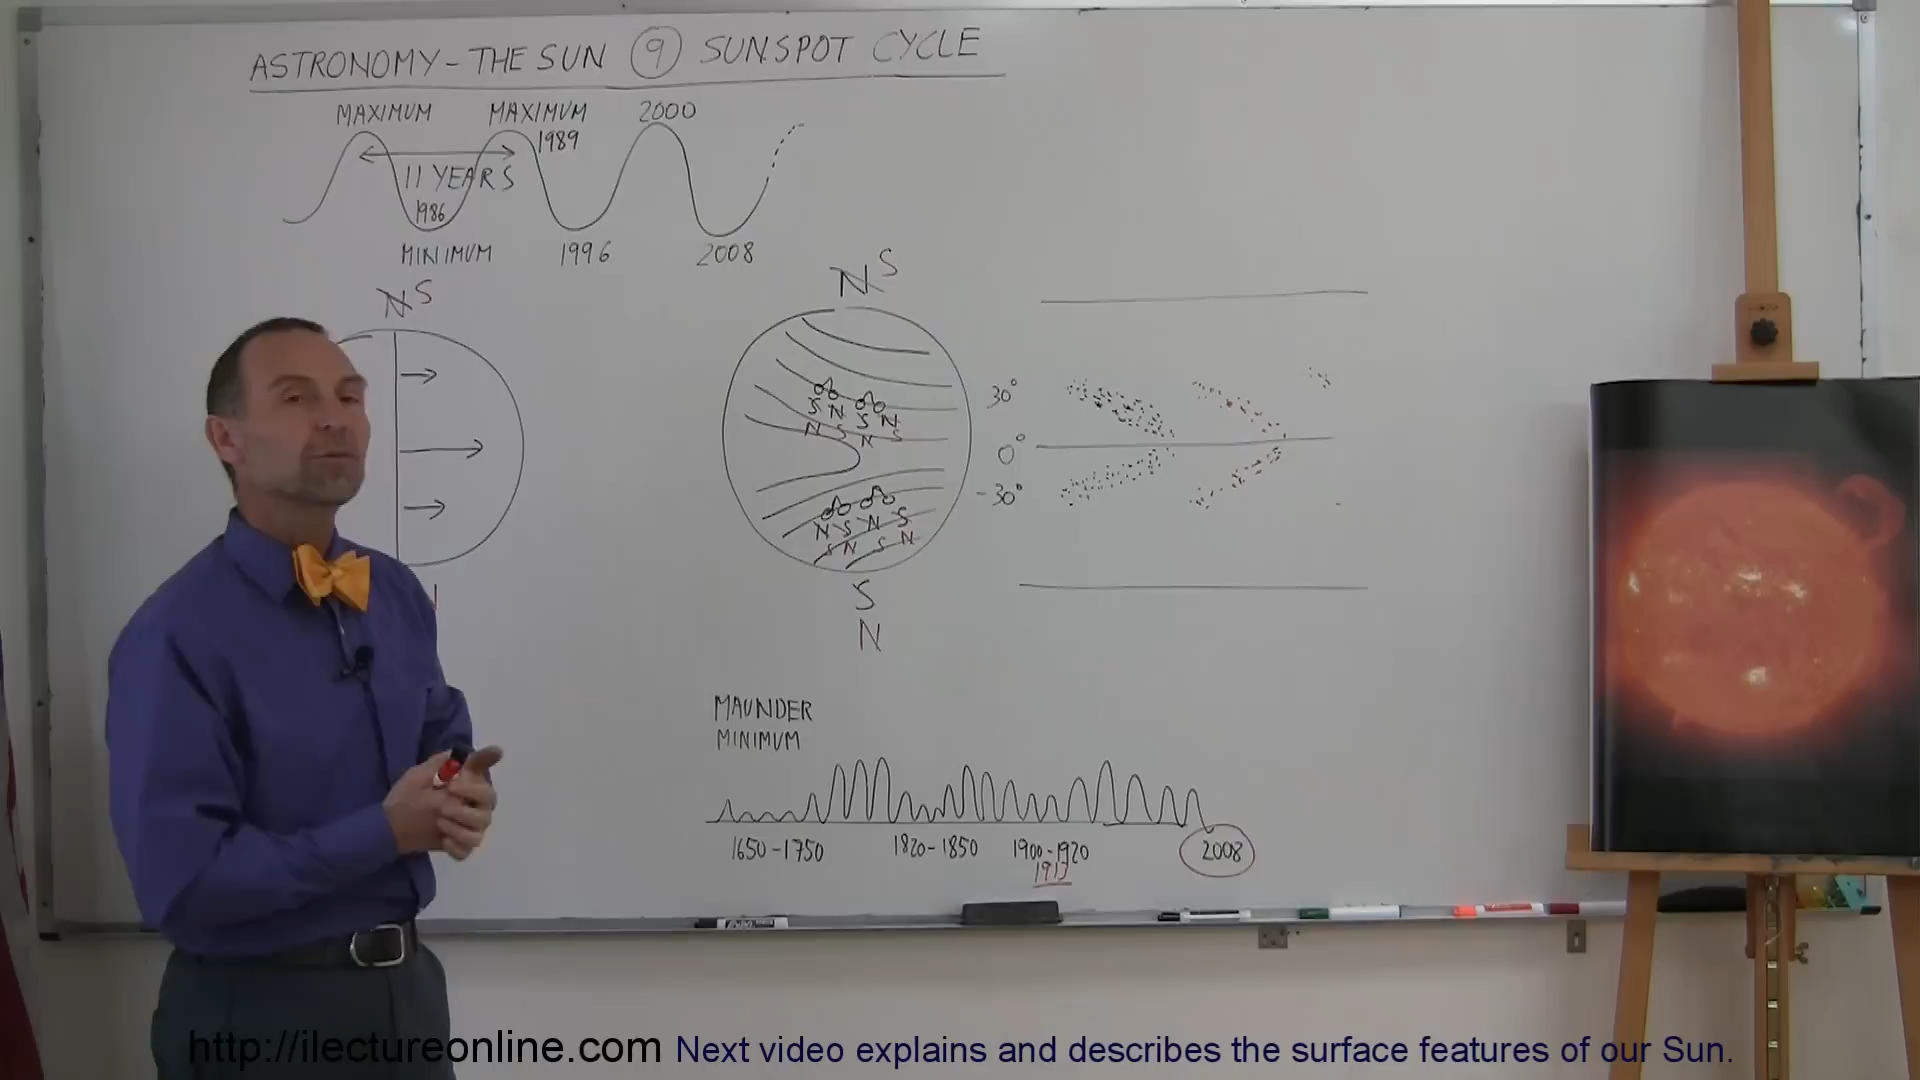 ASTRONOMY - THE SUN 9 SUNSPOT CYCLE
MAXIMUM MAXIMUM 2000
1989
11 YEARS
1986
MINIMUM 1996 2008
N S
N S
30°
0°
-30°
S N S N
N S N S
N S N S
S N S N
S
N
MAUNDER
MINIMUM
1650-1750 1820-1850 1900-1920 2008
http://ilectureonline.com Next video explains and describes the surface features of our Sun.